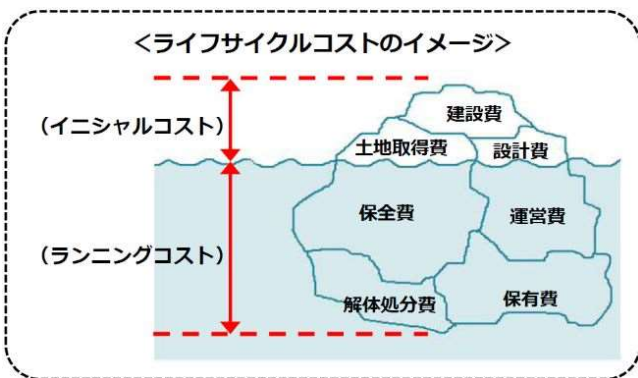 ＜ライフサイクルコストのイメージ＞
（イニシャルコスト）
建設費
土地取得費
設計費
（ランニングコスト）
保全費
運営費
解体処分費
保有費